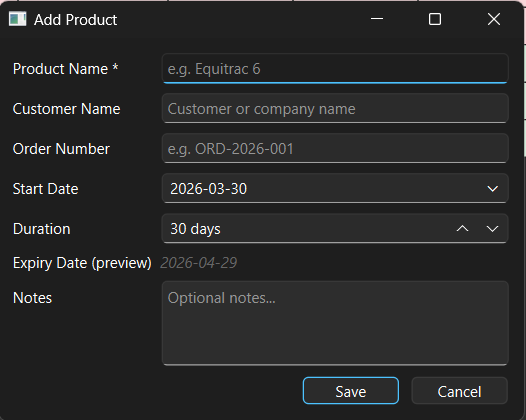 Add Product
Product Name * e.g. Equitrac 6
Customer Name Customer or company name
Order Number e.g. ORD-2026-001
Start Date 2026-03-30
Duration 30 days
Expiry Date (preview) 2026-04-29
Notes Optional notes...
Save Cancel